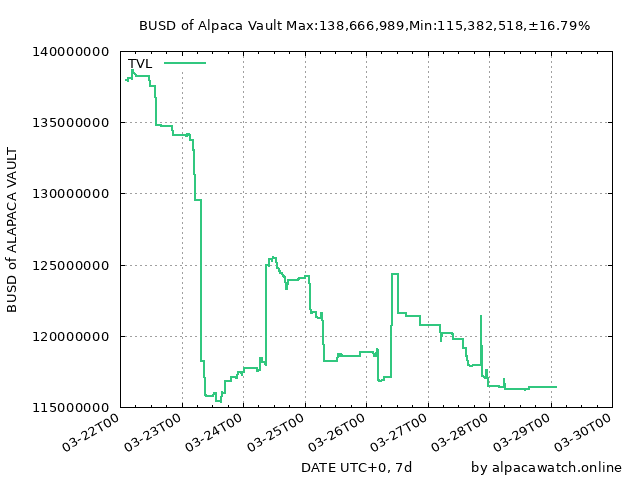 BUSD of Alpaca Vault Max:138,666,989,Min:115,382,518,±16.79%
140000000
TVL
135000000
130000000
125000000
120000000
115000000
BUSD of ALAPACA VAULT
03-22T00
03-23T00
03-24T00
03-25T00
03-26T00
03-27T00
03-28T00
03-29T00
03-30T00
DATE UTC+0, 7d
by alpacawatch.online